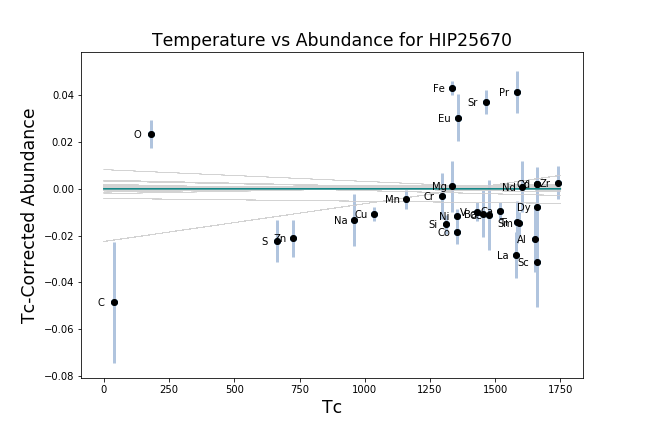 Temperature vs Abundance for HIP25670
Tc-Corrected Abundance
0.04
0.02
0.00
−0.02
−0.04
−0.06
−0.08
Fe
Sr
Pr
Eu
O
Mg
Nd
Zr
Mn
Cr
Dy
Cu
Na
Ni
Si
Co
Sm
S
Zn
Al
La
Sc
C
0
250
500
750
1000
1250
1500
1750
Tc